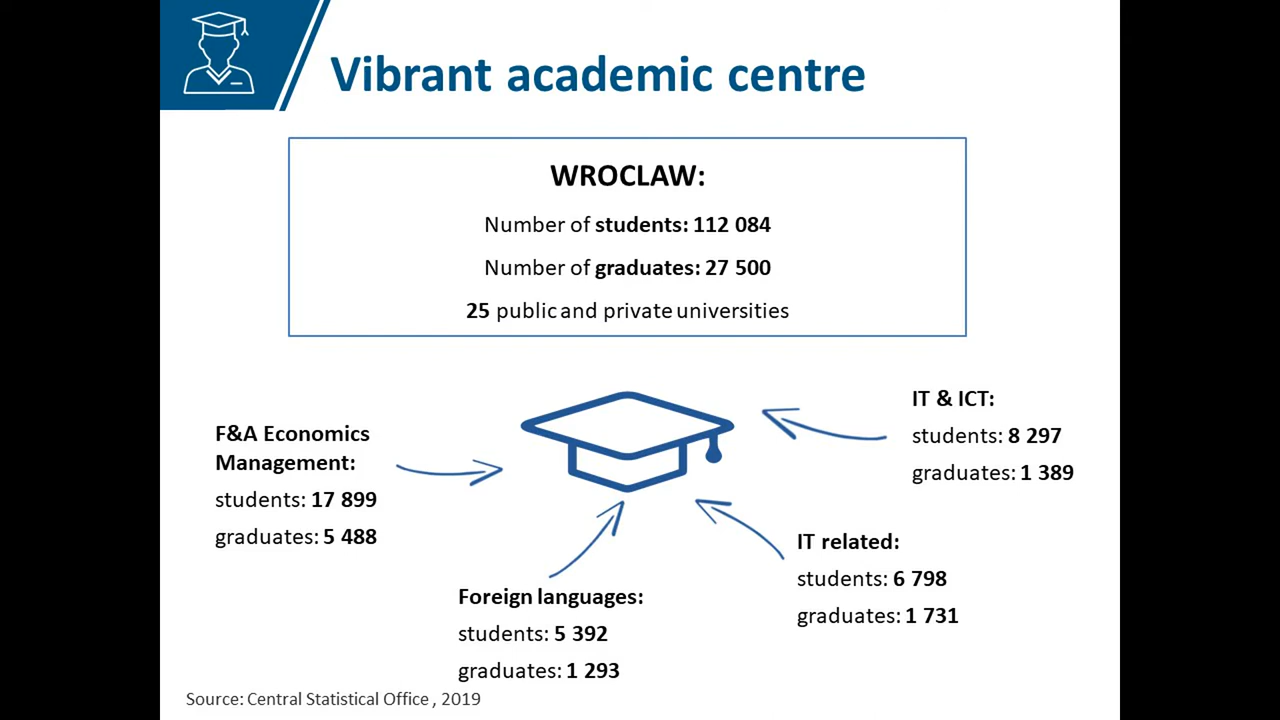 Vibrant academic centre
WROCLAW:
Number of students: 112 084
Number of graduates: 27 500
25 public and private universities
F&A Economics
Management:
students: 17 899
graduates: 5 488
Foreign languages:
students: 5 392
graduates: 1 293
IT & ICT:
students: 8 297
graduates: 1 389
IT related:
students: 6 798
graduates: 1 731
Source: Central Statistical Office , 2019